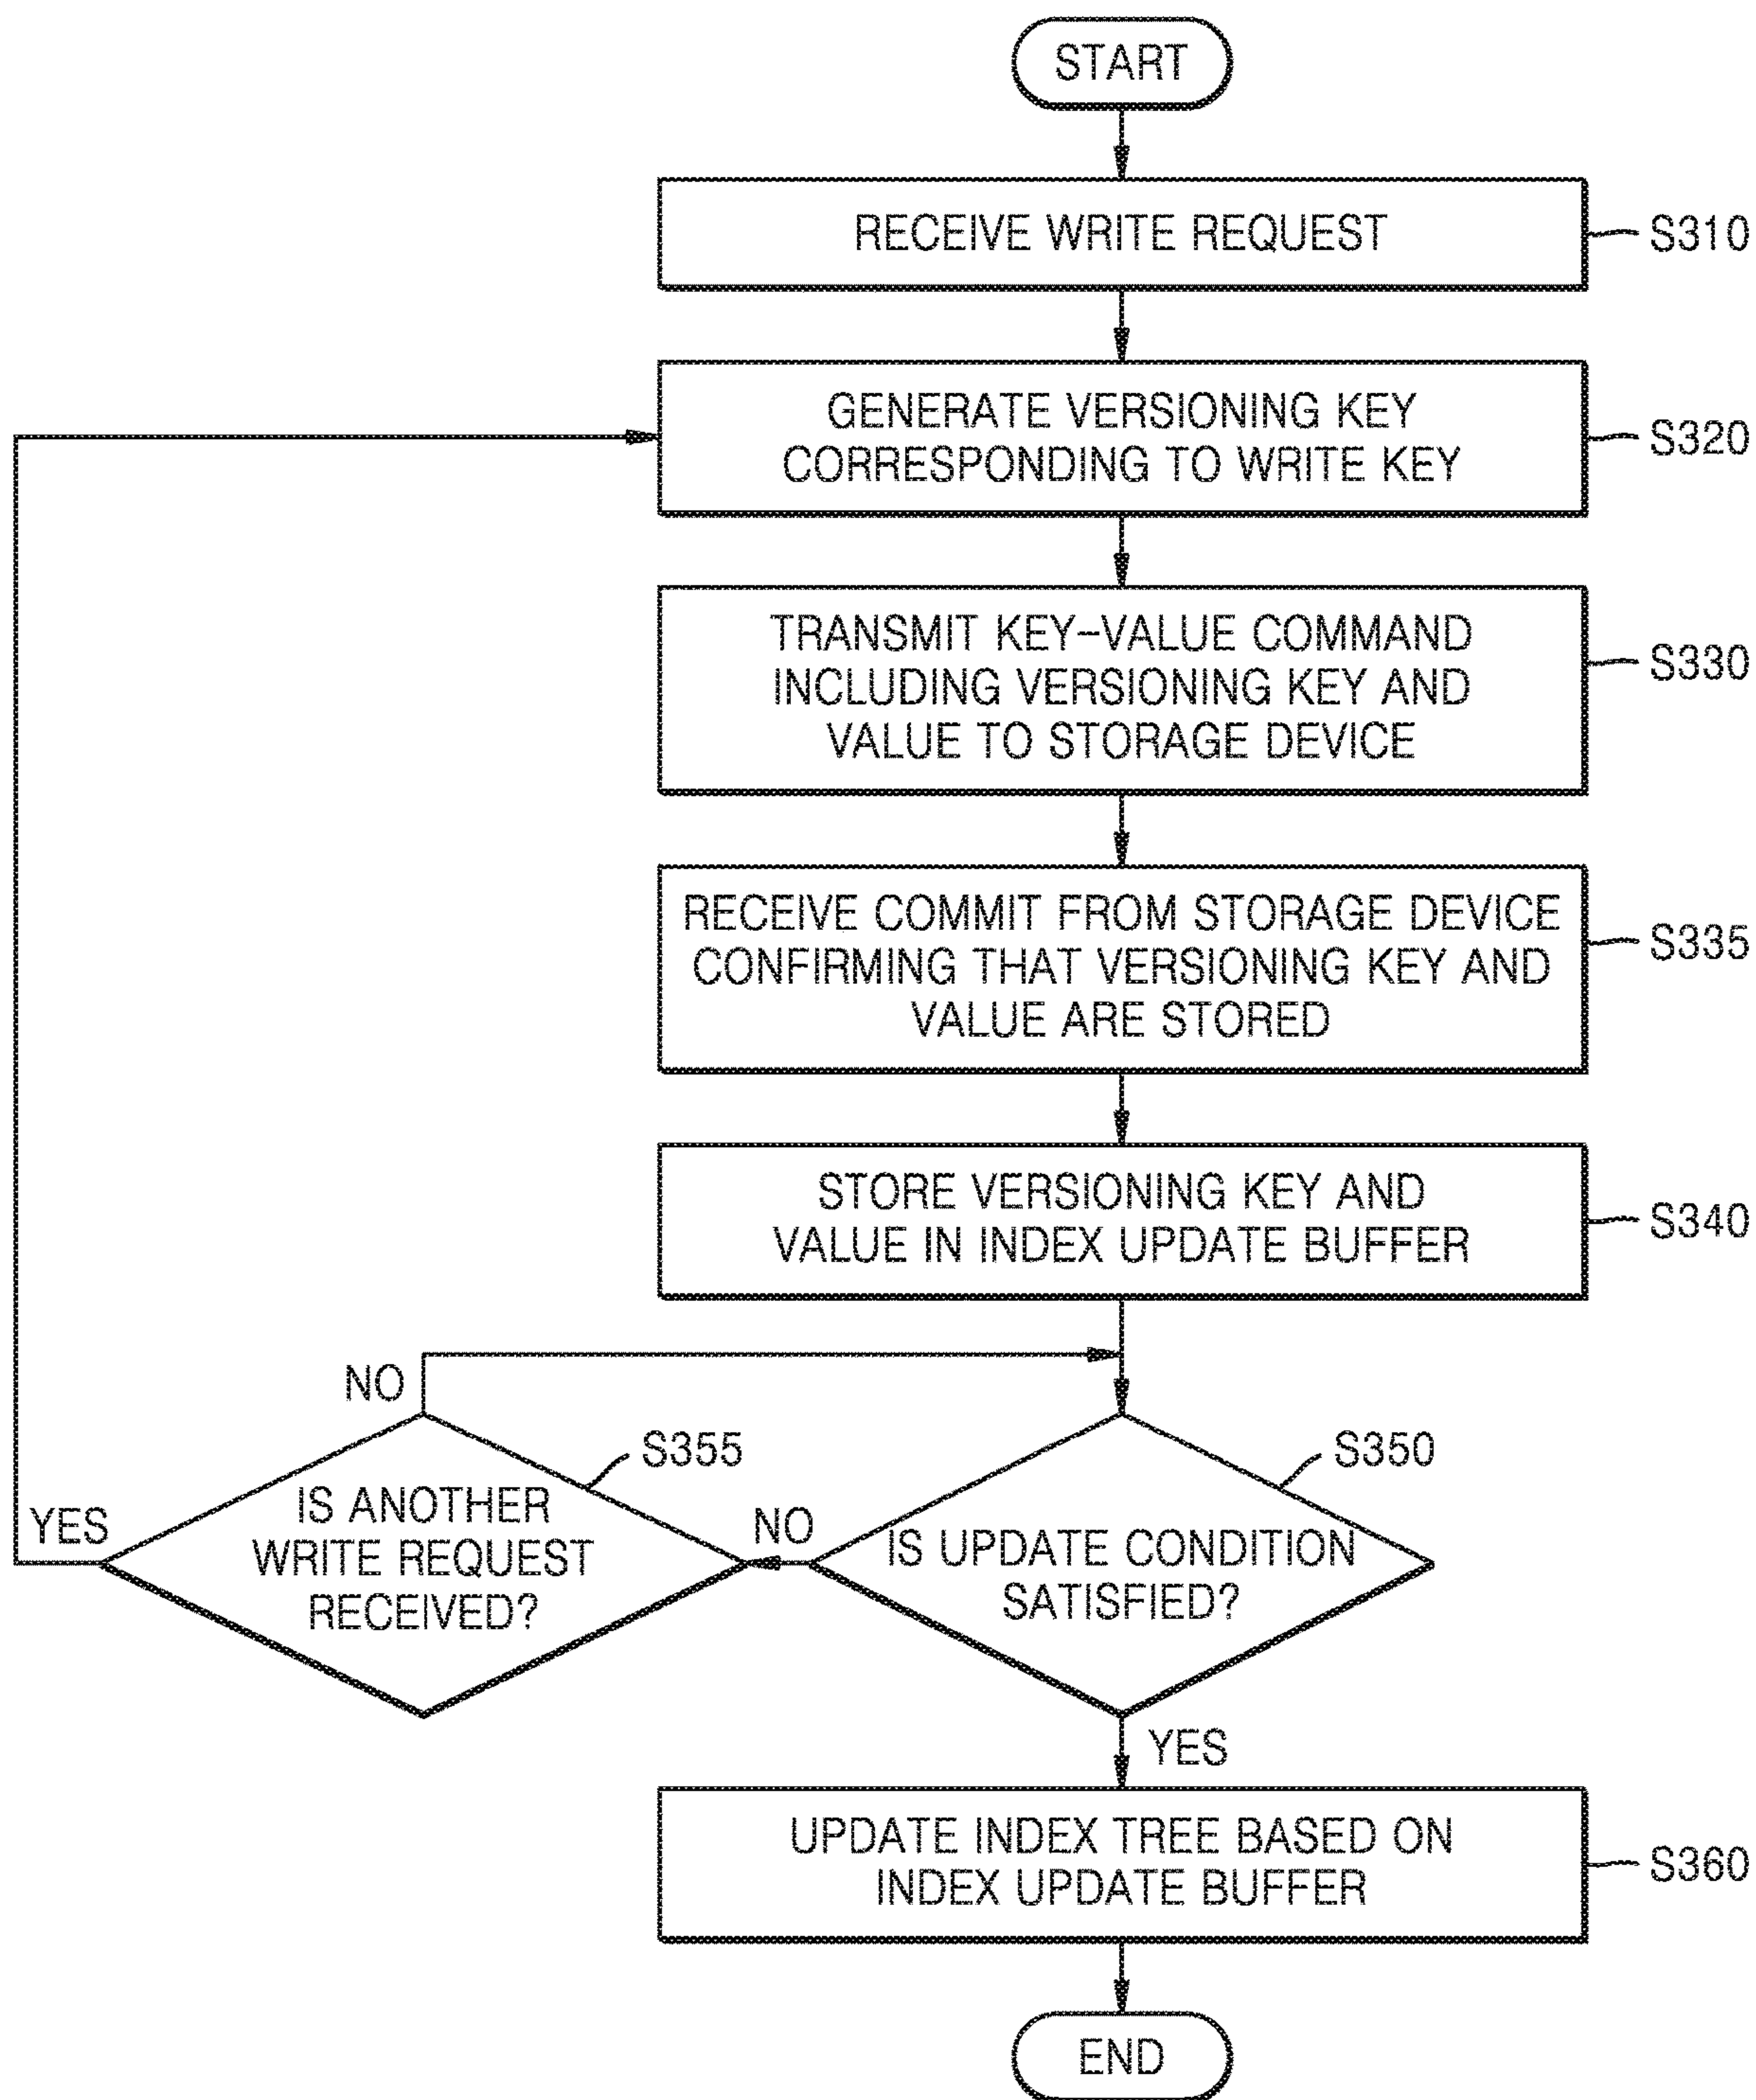 START
RECEIVE WRITE REQUEST
S310
GENERATE VERSIONING KEY
CORRESPONDING TO WRITE KEY
S320
TRANSMIT KEY-VALUE COMMAND
INCLUDING VERSIONING KEY AND
VALUE TO STORAGE DEVICE
S330
RECEIVE COMMIT FROM STORAGE DEVICE
CONFIRMING THAT VERSIONING KEY AND
VALUE ARE STORED
S335
STORE VERSIONING KEY AND
VALUE IN INDEX UPDATE BUFFER
S340
NO
S355
YES
IS ANOTHER
WRITE REQUEST
RECEIVED?
NO
S350
IS UPDATE CONDITION
SATISFIED?
YES
UPDATE INDEX TREE BASED ON
INDEX UPDATE BUFFER
S360
END